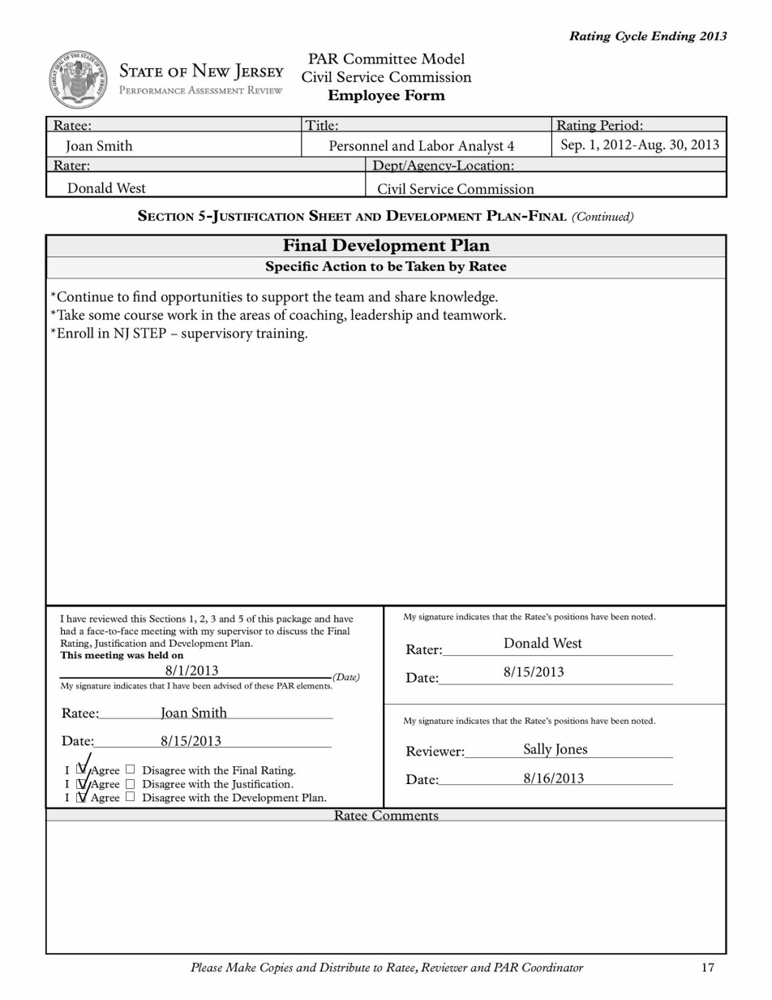 Rating Cycle Ending 2013
THE GREAT SEAL OF THE STATE OF NEW JERSEY
STATE OF NEW JERSEY
PERFORMANCE ASSESSMENT REVIEW
PAR Committee Model
Civil Service Commission
Employee Form
Ratee: Title: Rating Period:
Joan Smith Personnel and Labor Analyst 4 Sep. 1, 2012-Aug. 30, 2013
Rater: Dept/Agency-Location:
Donald West Civil Service Commission
SECTION 5-JUSTIFICATION SHEET AND DEVELOPMENT PLAN-FINAL (Continued)
Final Development Plan
Specific Action to be Taken by Ratee
*Continue to find opportunities to support the team and share knowledge.
*Take some course work in the areas of coaching, leadership and teamwork.
*Enroll in NJ STEP – supervisory training.
I have reviewed this Sections 1, 2, 3 and 5 of this package and have
had a face-to-face meeting with my supervisor to discuss the Final
Rating, Justification and Development Plan.
This meeting was held on
8/1/2013 (Date)
My signature indicates that I have been advised of these PAR elements.
Ratee: Joan Smith
Date: 8/15/2013
I Agree Disagree with the Final Rating.
I Agree Disagree with the Justification.
I Agree Disagree with the Development Plan.
My signature indicates that the Ratee's positions have been noted.
Rater: Donald West
Date: 8/15/2013
My signature indicates that the Ratee's positions have been noted.
Reviewer: Sally Jones
Date: 8/16/2013
Ratee Comments
Please Make Copies and Distribute to Ratee, Reviewer and PAR Coordinator 17